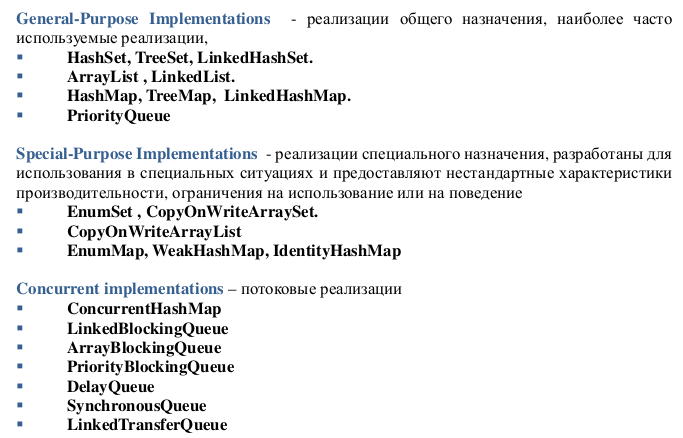 General-Purpose Implementations - реализации общего назначения, наиболее часто
используемые реализации,
▪ HashSet, TreeSet, LinkedHashSet.
▪ ArrayList , LinkedList.
▪ HashMap, TreeMap, LinkedHashMap.
▪ PriorityQueue
Special-Purpose Implementations - реализации специального назначения, разработаны для
использования в специальных ситуациях и предоставляют нестандартные характеристики
производительности, ограничения на использование или на поведение
▪ EnumSet , CopyOnWriteArraySet.
▪ CopyOnWriteArrayList
▪ EnumMap, WeakHashMap, IdentityHashMap
Concurrent implementations – потоковые реализации
▪ ConcurrentHashMap
▪ LinkedBlockingQueue
▪ ArrayBlockingQueue
▪ PriorityBlockingQueue
▪ DelayQueue
▪ SynchronousQueue
▪ LinkedTransferQueue